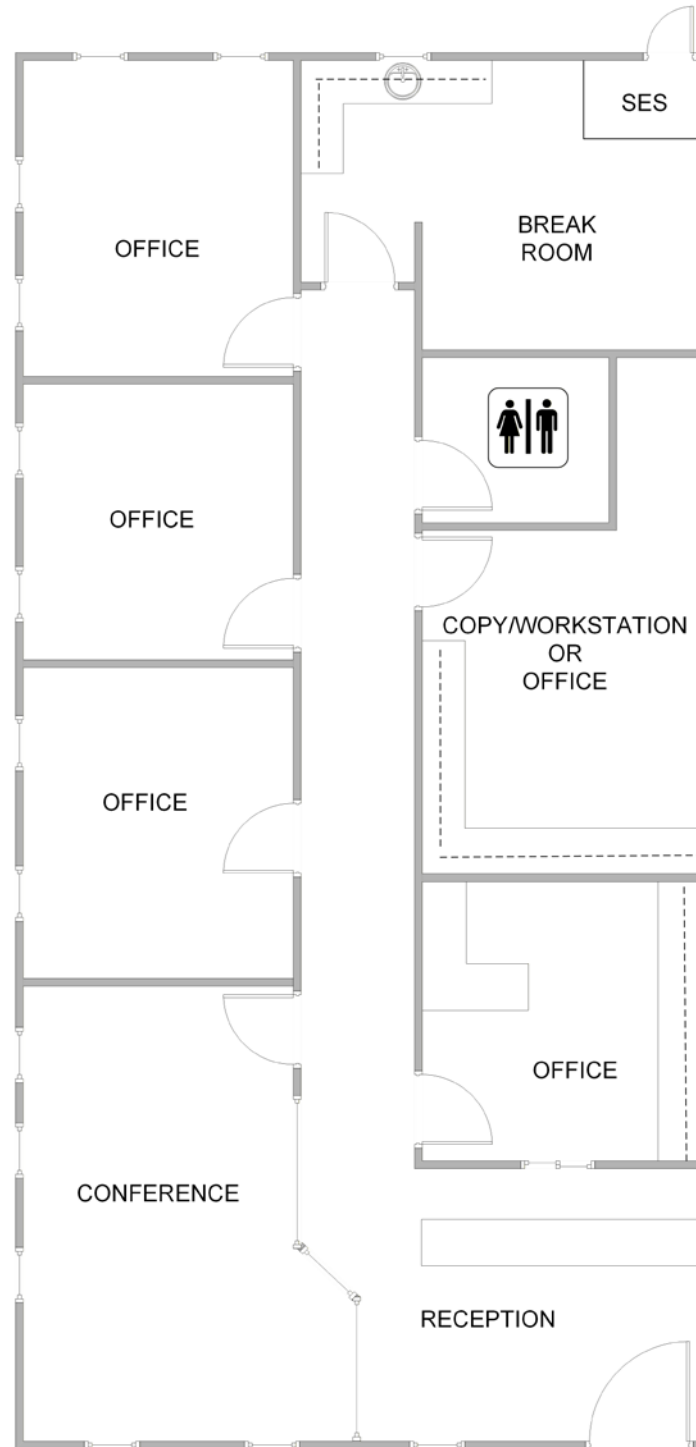 SES
BREAK
ROOM
OFFICE
OFFICE
COPY/WORKSTATION
OR
OFFICE
OFFICE
OFFICE
CONFERENCE
RECEPTION